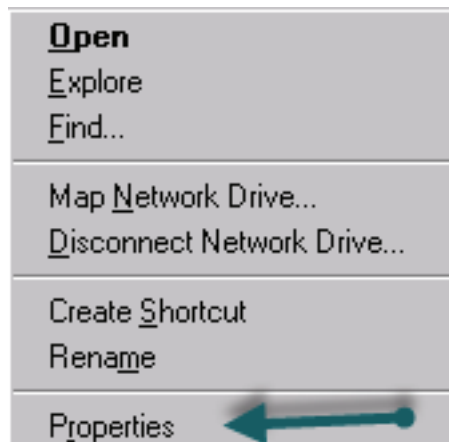 Open
Explore
Find...
Map Network Drive...
Disconnect Network Drive...
Create Shortcut
Rename
Properties